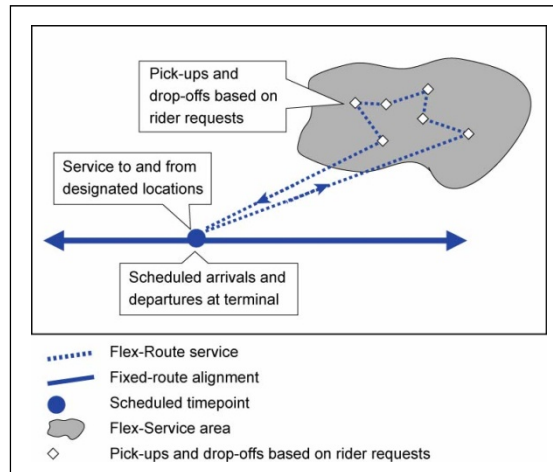 Pick-ups and
drop-offs based on
rider requests
Service to and from
designated locations
Scheduled arrivals and
departures at terminal
Flex-Route service
Fixed-route alignment
Scheduled timepoint
Flex-Service area
Pick-ups and drop-offs based on rider requests